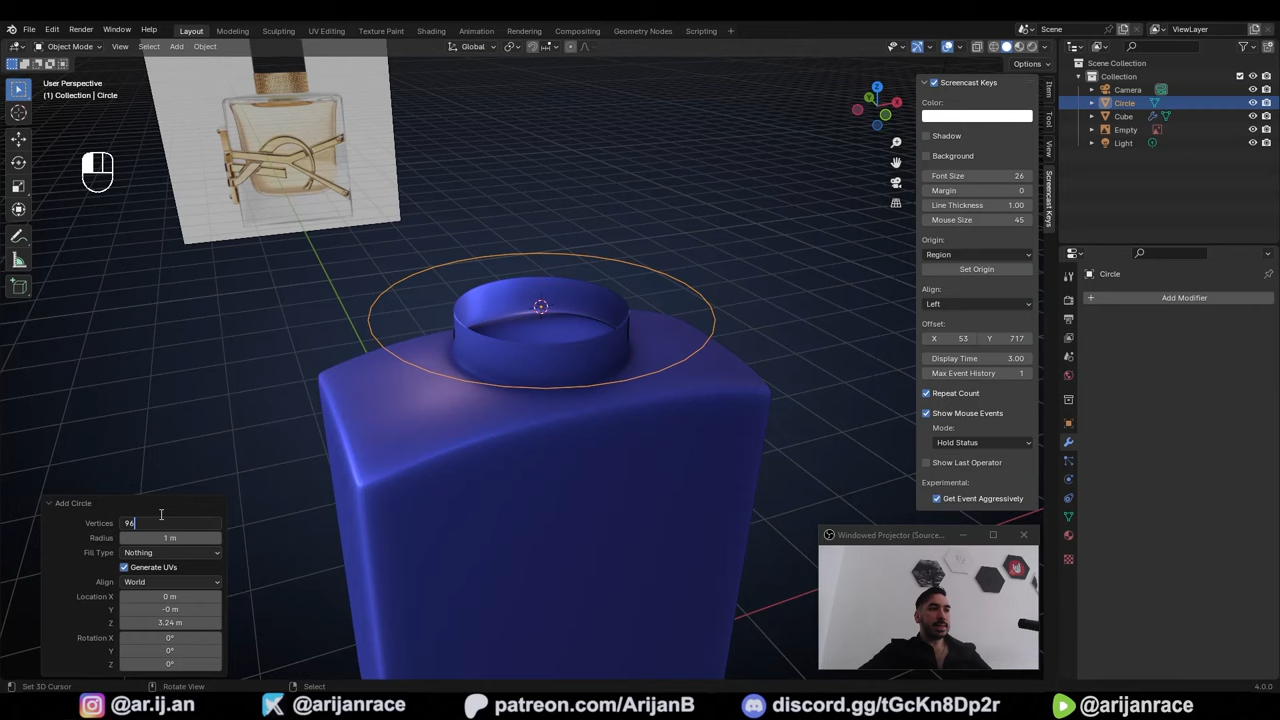 File Edit Render Window Help
Layout Modeling Sculpting UV Editing Texture Paint Shading Animation Rendering Compositing Geometry Nodes Scripting +
Scene ViewLayer
Object Mode View Select Add Object
Global
Options
User Perspective
(1) Collection | Circle
Screencast Keys
Color:
Shadow
Background
Font Size 26
Margin 0
Line Thickness 1.00
Mouse Size 45
Origin:
Region
Set Origin
Align:
Left
Offset:
X 53 Y 717
Display Time 3.00
Max Event History 1
Repeat Count
Show Mouse Events
Mode:
Hold Status
Show Last Operator
Experimental:
Get Event Aggressively
Item
Tool
View
Screencast Keys
Scene Collection
Collection
Camera
Circle
Cube
Empty
Light
Circle
+ Add Modifier
Add Circle
Vertices 96
Radius 1 m
Fill Type Nothing
Generate UVs
Align World
Location X 0 m
Y -0 m
Z 3.24 m
Rotation X 0°
Y 0°
Z 0°
Windowed Projector (Source...
Set 3D Cursor Rotate View Select 4.0.0
@ar.ij.an @arijanrace patreon.com/ArijanB discord.gg/tGcKn8Dp2r @arijanrace